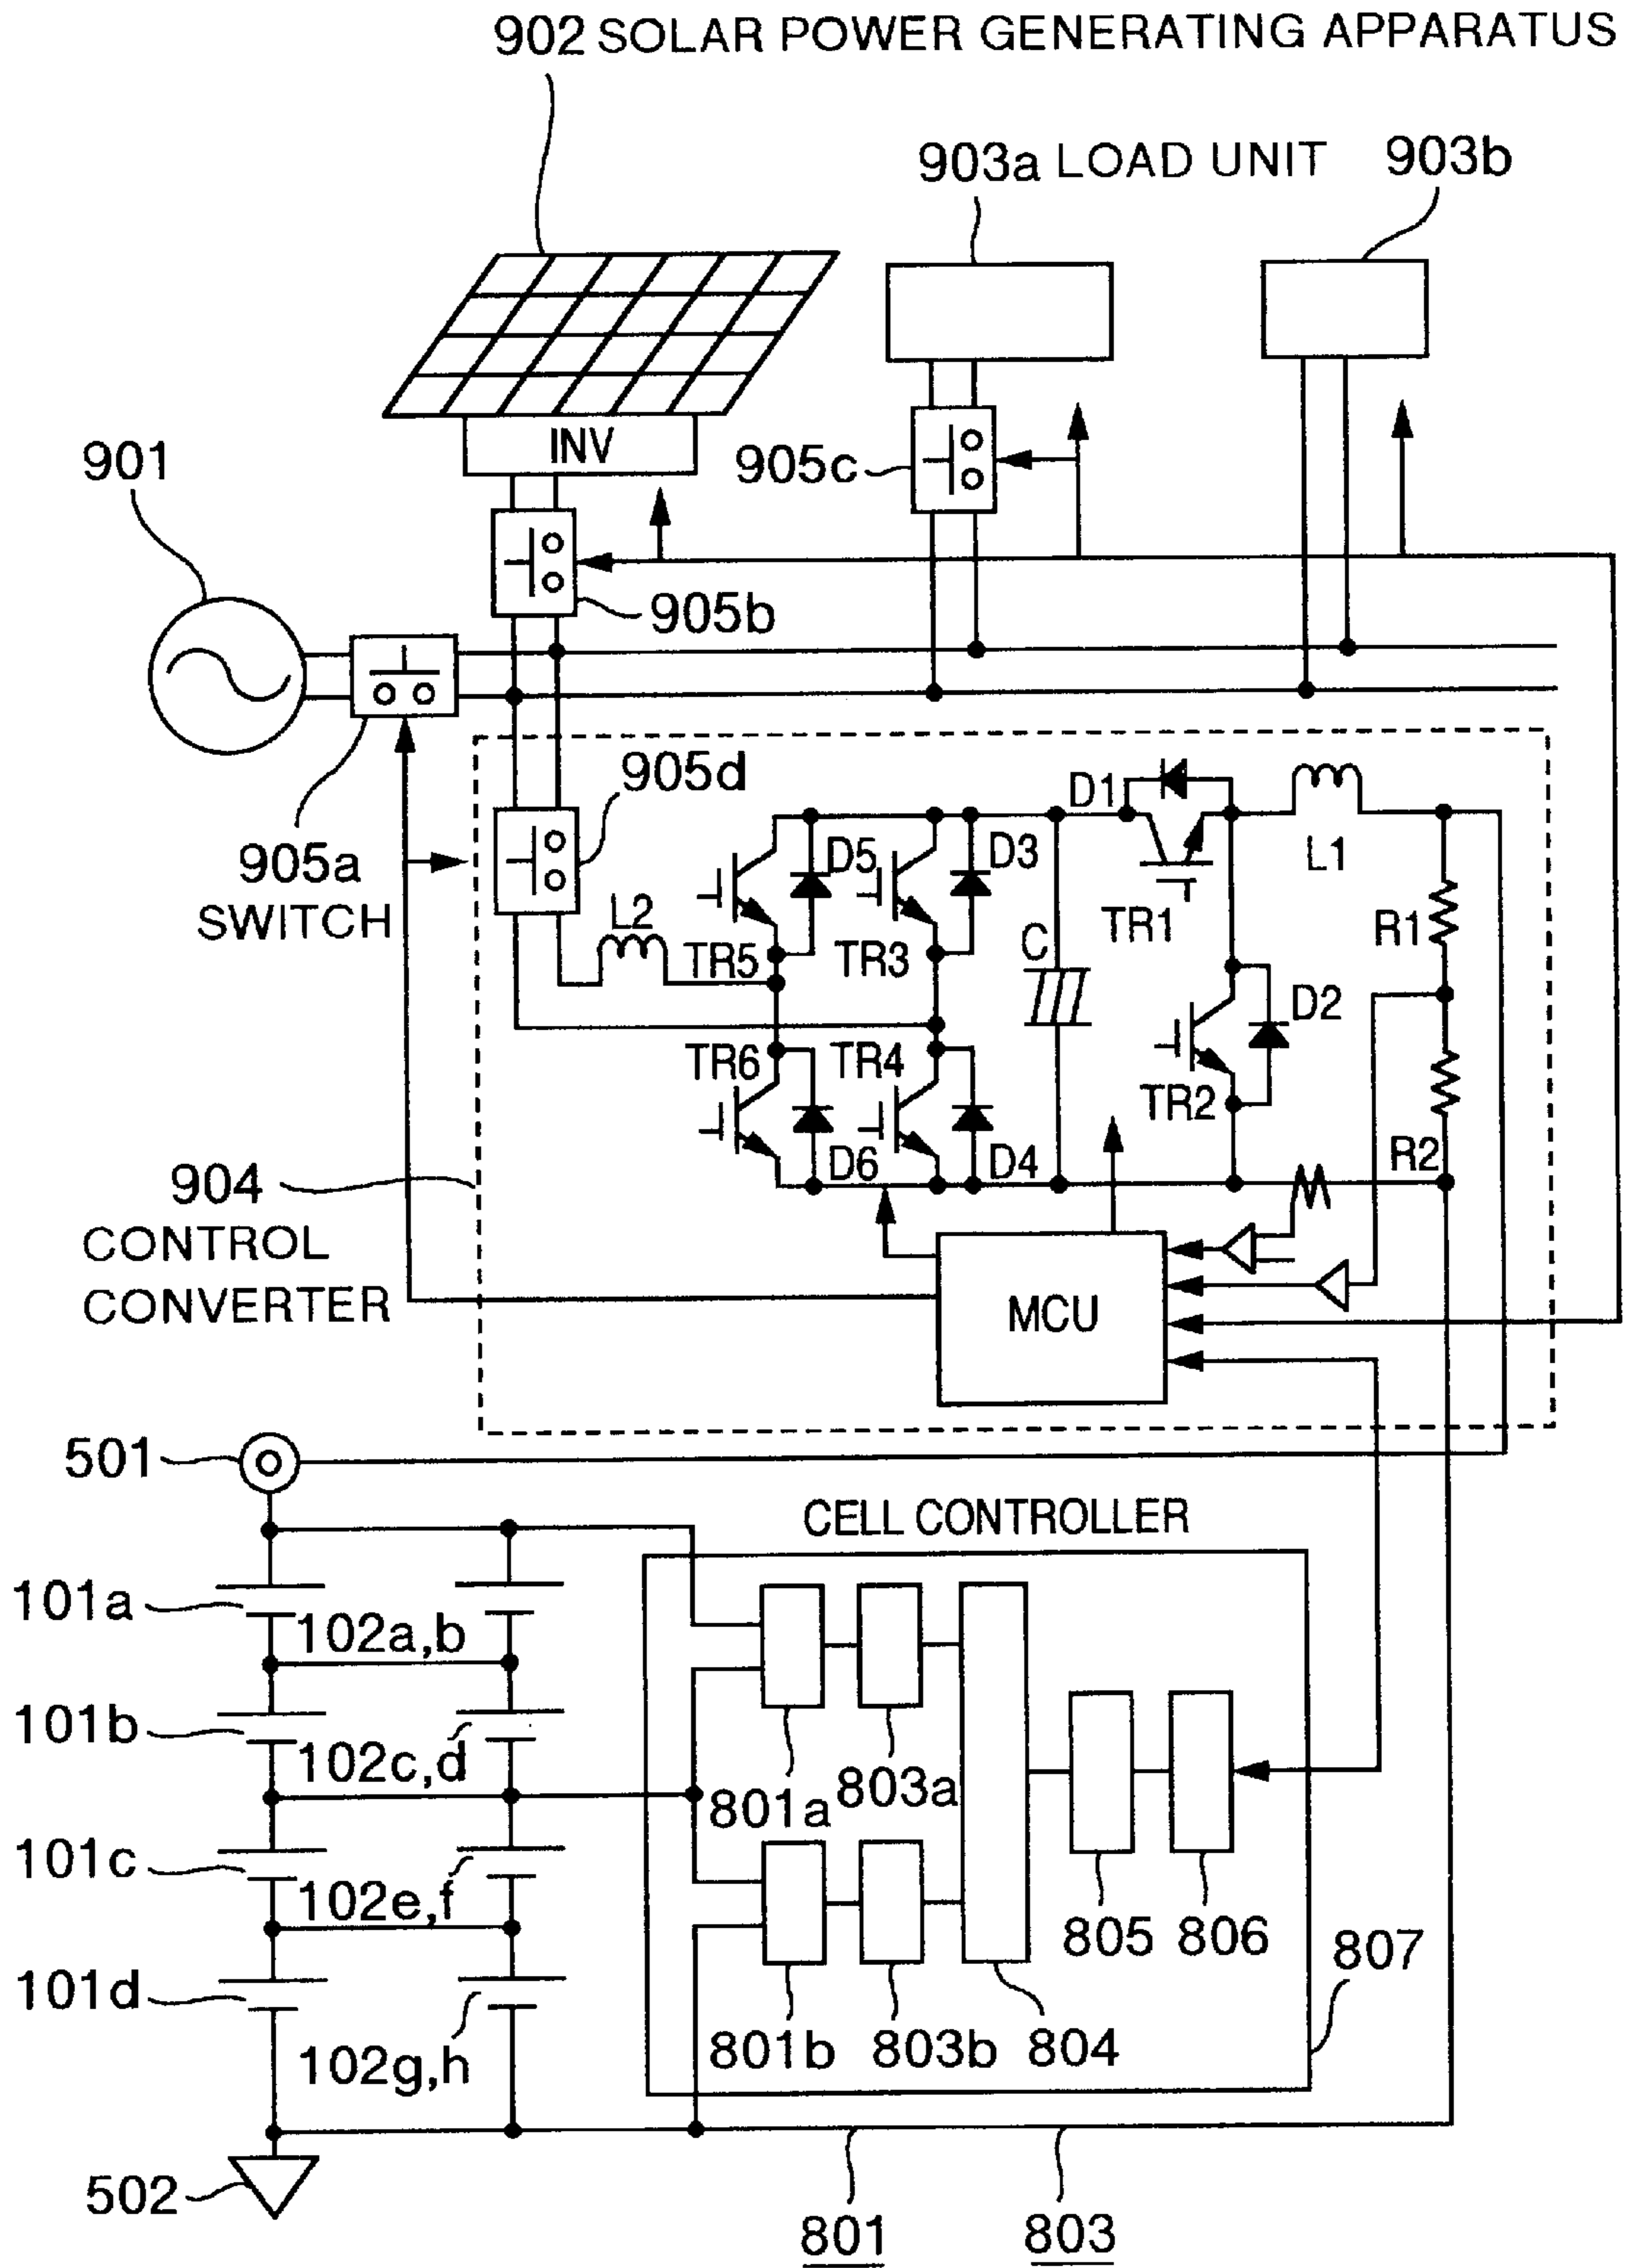 902 SOLAR POWER GENERATING APPARATUS
903a LOAD UNIT
903b
INV
901
905c
905b
905d
D1
D5
D3
L1
905a
SWITCH
L2
TR5
TR3
C
TR1
R1
D2
TR6
TR4
TR2
D6
D4
R2
904
CONTROL
CONVERTER
MCU
501
CELL CONTROLLER
101a
102a,b
101b
102c,d
801a
803a
101c
102e,f
805
806
807
101d
102g,h
801b
803b
804
502
801
803